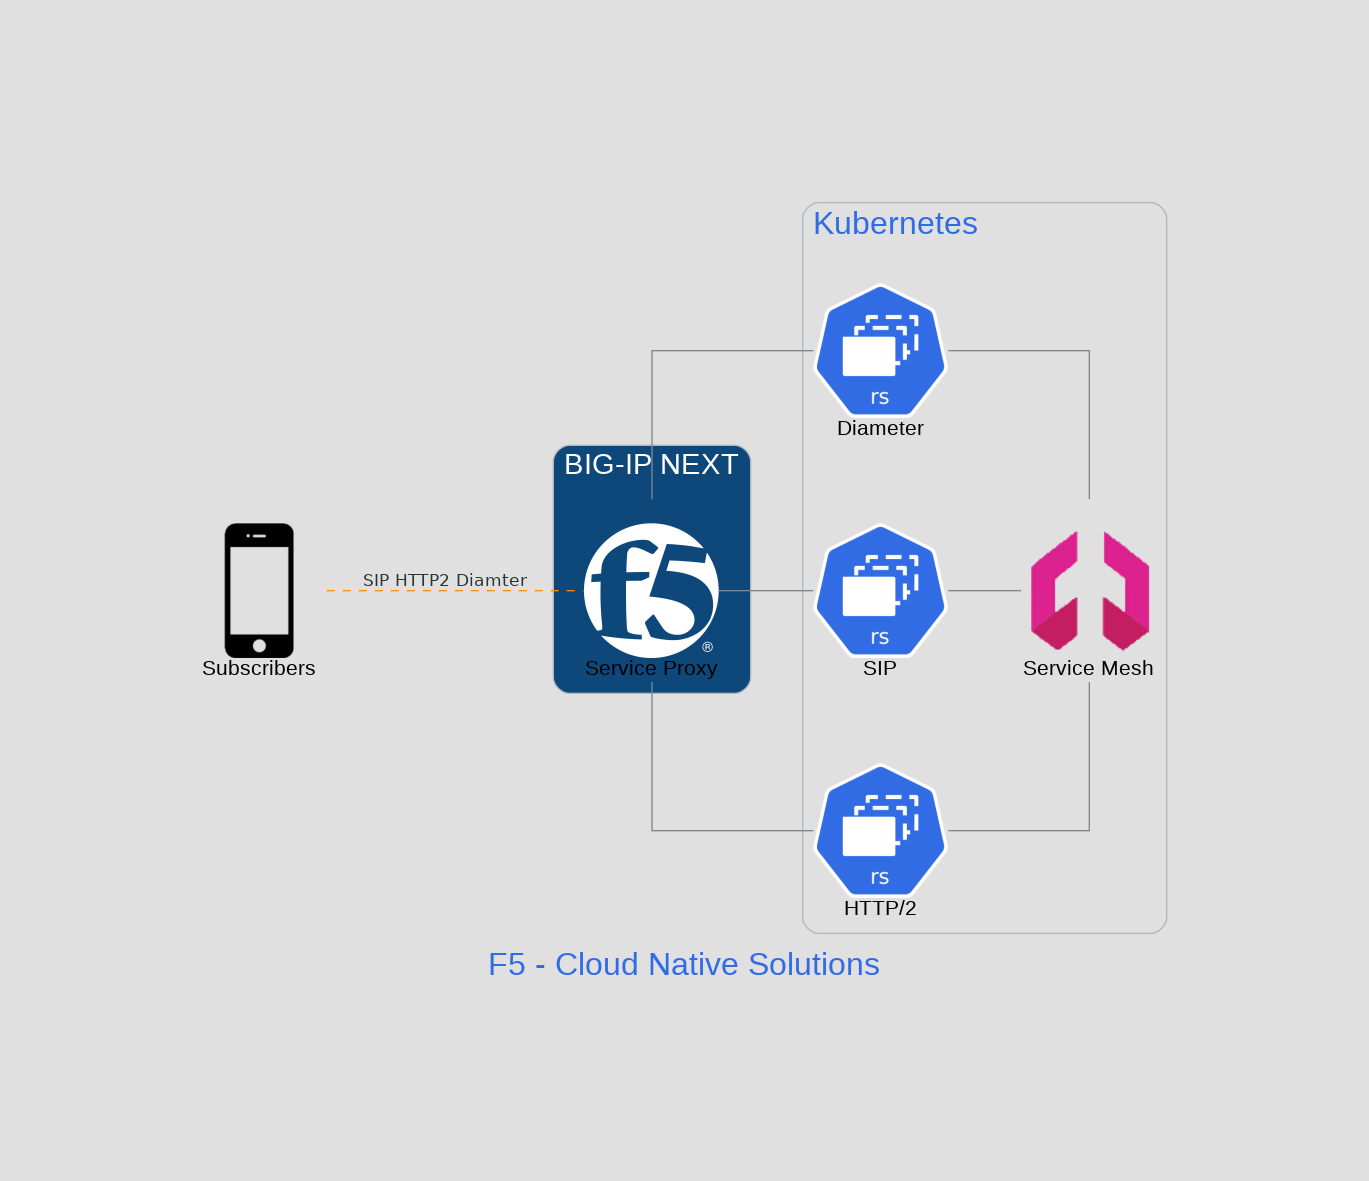 Kubernetes
rs
Diameter
BIG-IP NEXT
SIP HTTP2 Diamter
f5
®
rs
Subscribers
Service Proxy
SIP
Service Mesh
rs
HTTP/2
F5 - Cloud Native Solutions